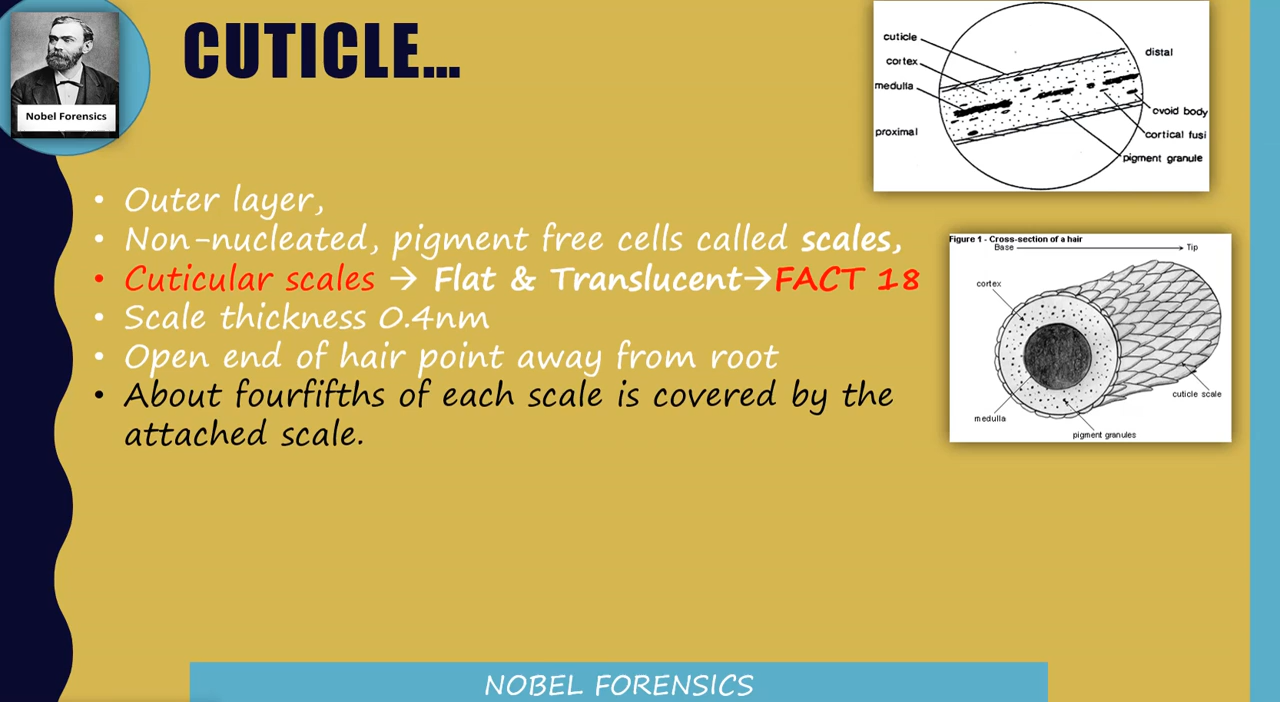 CUTICLE...
Nobel Forensics
• Outer layer,
• Non-nucleated, pigment free cells called scales,
• Cuticular scales → Flat & Translucent→FACT 18
• Scale thickness 0.4nm
• Open end of hair point away from root
• About fourfifths of each scale is covered by the
attached scale.
cuticle
cortex
medulla
proximal
distal
ovoid body
cortical fusi
pigment granule
Figure 1 - Cross-section of a hair
Base
Tip
cortex
cuticle scale
medulla
pigment granules
NOBEL FORENSICS